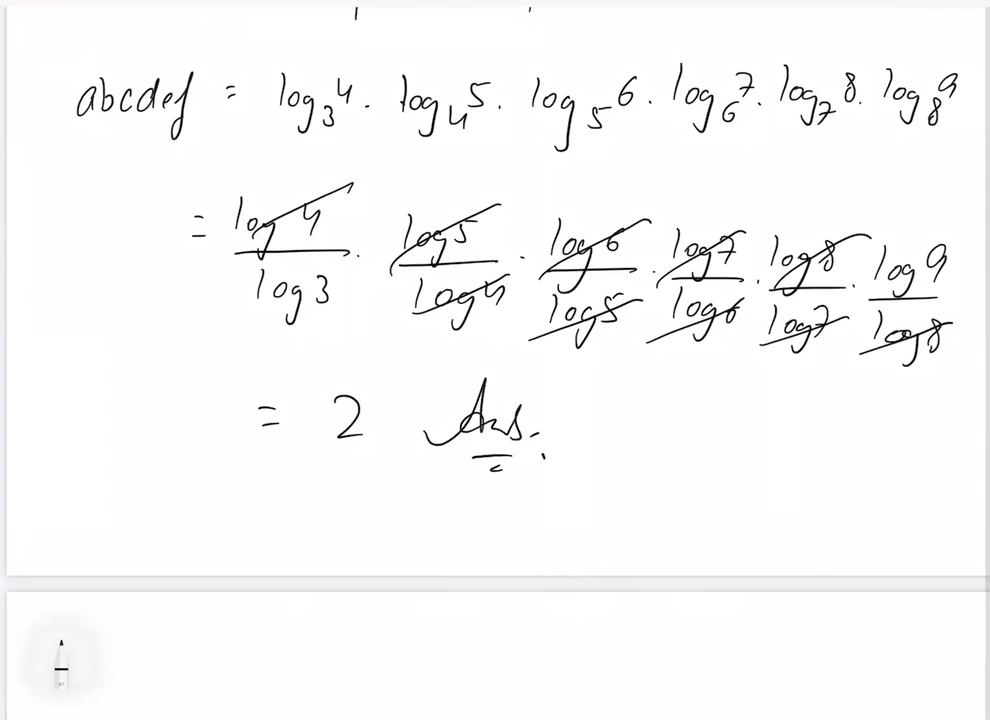 abcdef = log₃4 · log₄5 · log₅6 · log₆7 · log₇8 · log₈9
= log 4 / log 3 · log 5 / log 4 · log 6 / log 5 · log 7 / log 6 · log 8 / log 7 · log 9 / log 8
= 2 Ans.